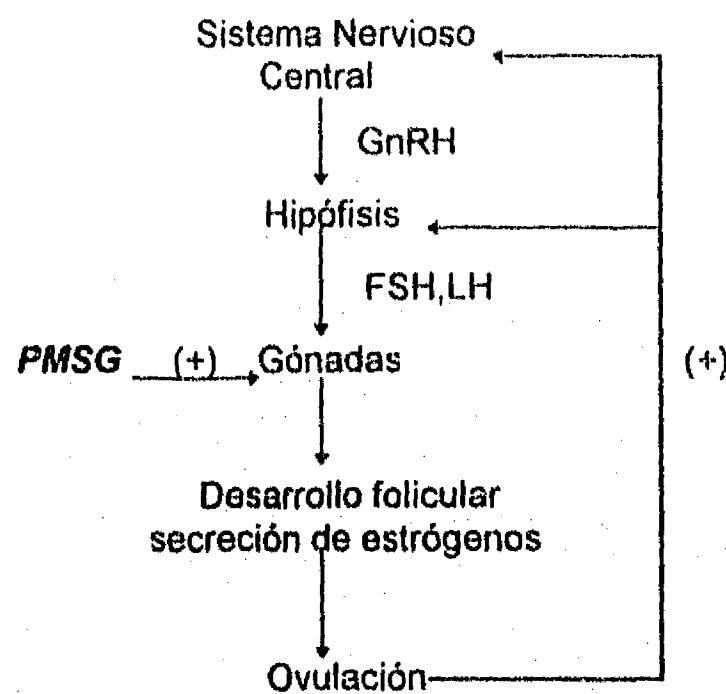 Sistema Nervioso
Central
GnRH
Hipófisis
FSH,LH
PMSG (+) Gónadas
(+)
Desarrollo folicular
secreción de estrógenos
Ovulación